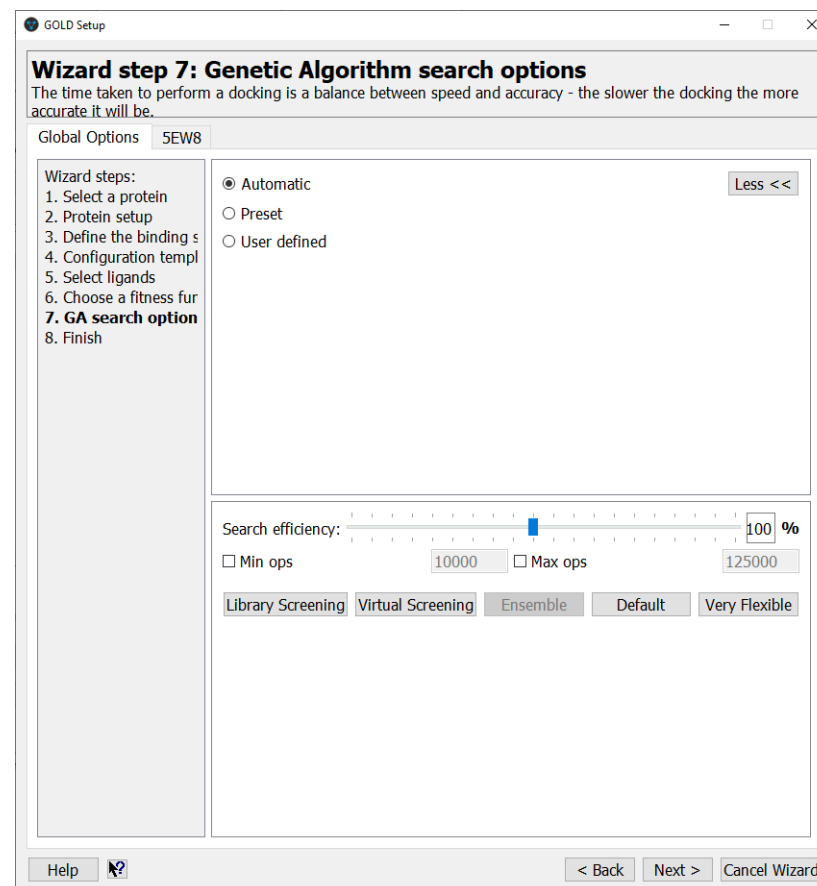 GOLD Setup
Wizard step 7: Genetic Algorithm search options
The time taken to perform a docking is a balance between speed and accuracy - the slower the docking the more
accurate it will be.
Global Options 5EW8
Wizard steps:
1. Select a protein
2. Protein setup
3. Define the binding s
4. Configuration templ
5. Select ligands
6. Choose a fitness fur
7. GA search option
8. Finish
Automatic
Less <<
Preset
User defined
Search efficiency: 100 %
Min ops 10000 Max ops 125000
Library Screening Virtual Screening Ensemble Default Very Flexible
Help ? < Back Next > Cancel Wizard